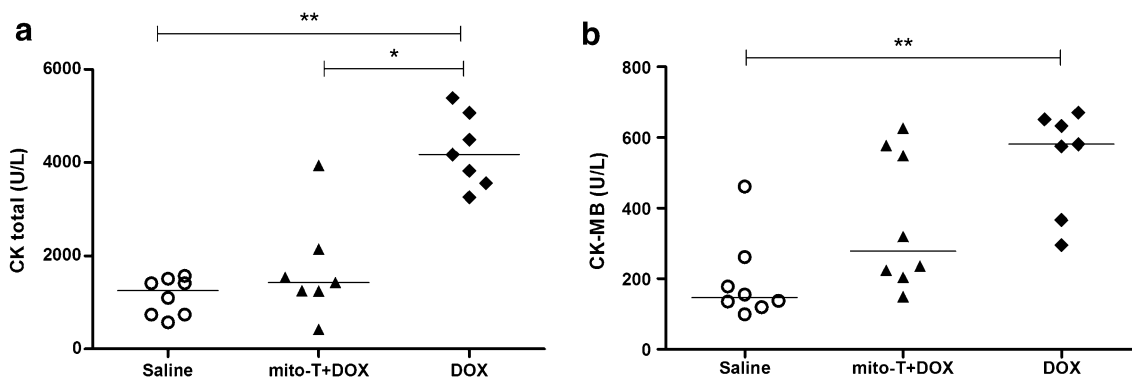 a
**
*
CK total (U/L)
6000
4000
2000
0
Saline
mito-T+DOX
DOX
b
**
CK-MB (U/L)
800
600
400
200
0
Saline
mito-T+DOX
DOX